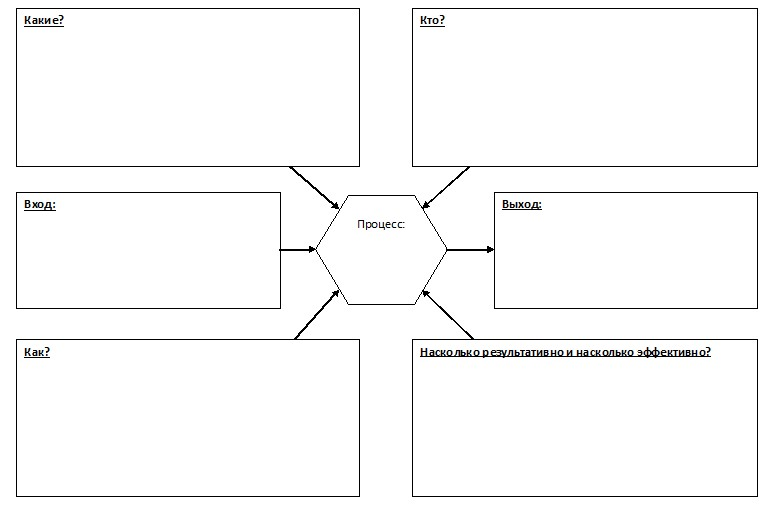 Какие?
Кто?
Вход:
Процесс:
Выход:
Как?
Насколько результативно и насколько эффективно?